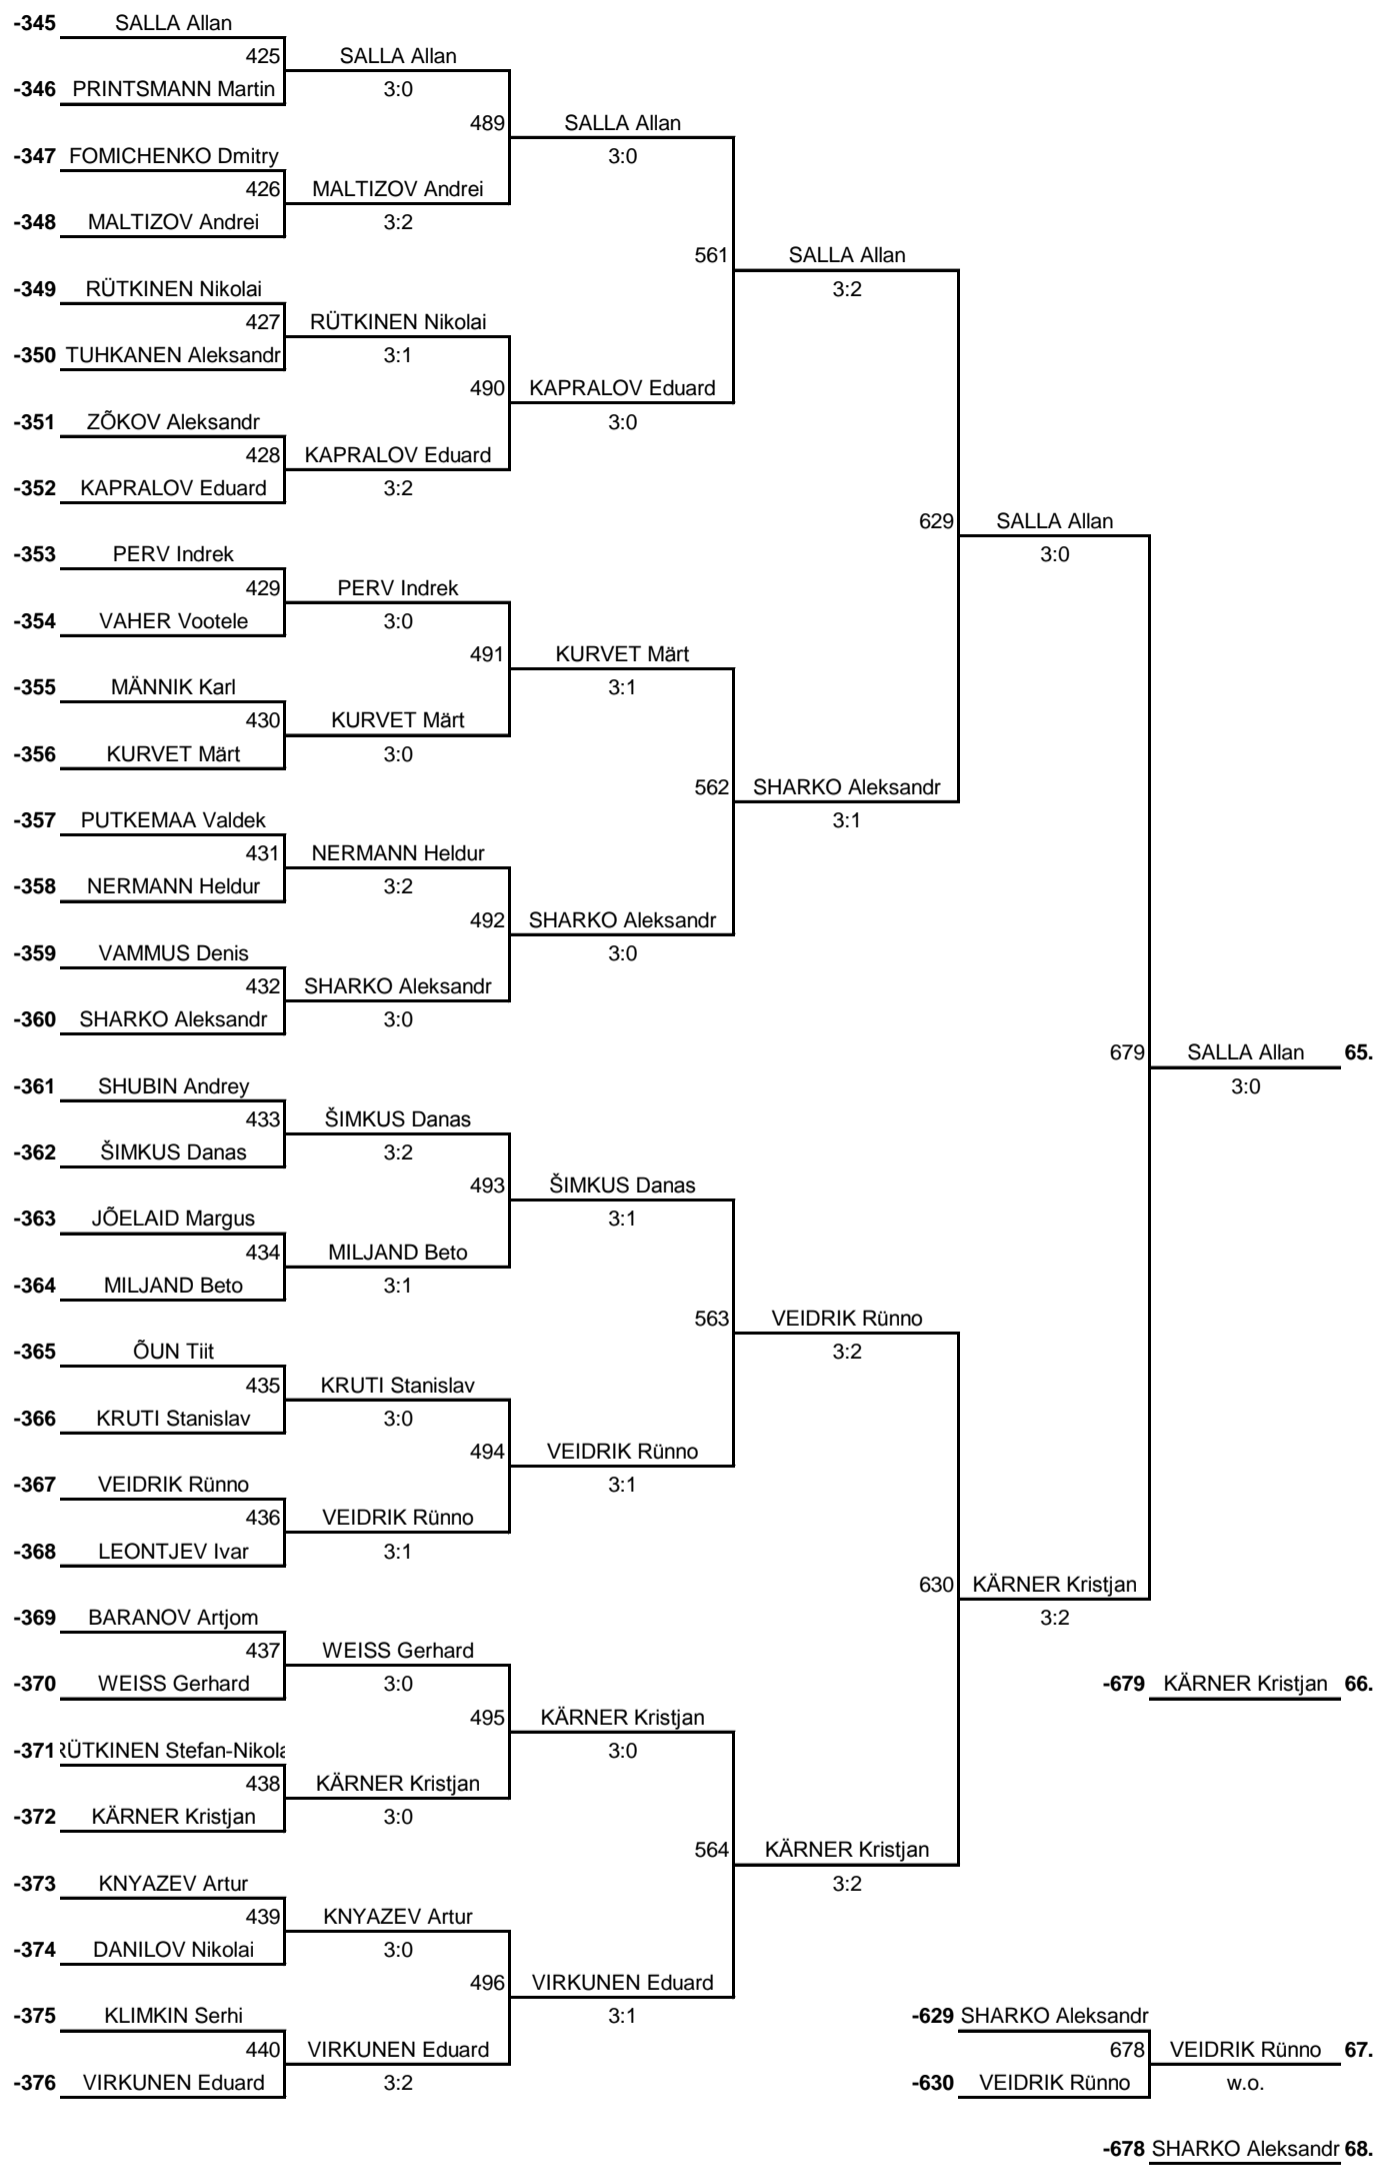 -345 SALLA Allan
425 SALLA Allan
-346 PRINTSMANN Martin 3:0
489 SALLA Allan
-347 FOMICHENKO Dmitry 3:0
426 MALTIZOV Andrei
-348 MALTIZOV Andrei 3:2
561 SALLA Allan
-349 RÜTKINEN Nikolai 3:2
427 RÜTKINEN Nikolai
-350 TUHKANEN Aleksandr 3:1
490 KAPRALOV Eduard
-351 ZÕKOV Aleksandr 3:0
428 KAPRALOV Eduard
-352 KAPRALOV Eduard 3:2
629 SALLA Allan
-353 PERV Indrek 3:0
429 PERV Indrek
-354 VAHER Vootele 3:0
491 KURVET Märt
-355 MÄNNIK Karl 3:1
430 KURVET Märt
-356 KURVET Märt 3:0
562 SHARKO Aleksandr
-357 PUTKEMAA Valdek 3:1
431 NERMANN Heldur
-358 NERMANN Heldur 3:2
492 SHARKO Aleksandr
-359 VAMMUS Denis 3:0
432 SHARKO Aleksandr
-360 SHARKO Aleksandr 3:0
679 SALLA Allan 65.
-361 SHUBIN Andrey 3:0
433 ŠIMKUS Danas
-362 ŠIMKUS Danas 3:2
493 ŠIMKUS Danas
-363 JÕELAID Margus 3:1
434 MILJAND Beto
-364 MILJAND Beto 3:1
563 VEIDRIK Rünno
-365 ÕUN Tiit 3:2
435 KRUTI Stanislav
-366 KRUTI Stanislav 3:0
494 VEIDRIK Rünno
-367 VEIDRIK Rünno 3:1
436 VEIDRIK Rünno
-368 LEONTJEV Ivar 3:1
630 KÄRNER Kristjan
-369 BARANOV Artjom 3:2
437 WEISS Gerhard
-370 WEISS Gerhard 3:0 -679 KÄRNER Kristjan 66.
495 KÄRNER Kristjan
-371 RÜTKINEN Stefan-Nikola 3:0
438 KÄRNER Kristjan
-372 KÄRNER Kristjan 3:0
564 KÄRNER Kristjan
-373 KNYAZEV Artur 3:2
439 KNYAZEV Artur
-374 DANILOV Nikolai 3:0
496 VIRKUNEN Eduard
-375 KLIMKIN Serhi 3:1 -629 SHARKO Aleksandr
440 VIRKUNEN Eduard 678 VEIDRIK Rünno 67.
-376 VIRKUNEN Eduard 3:2 -630 VEIDRIK Rünno w.o.
-678 SHARKO Aleksandr 68.